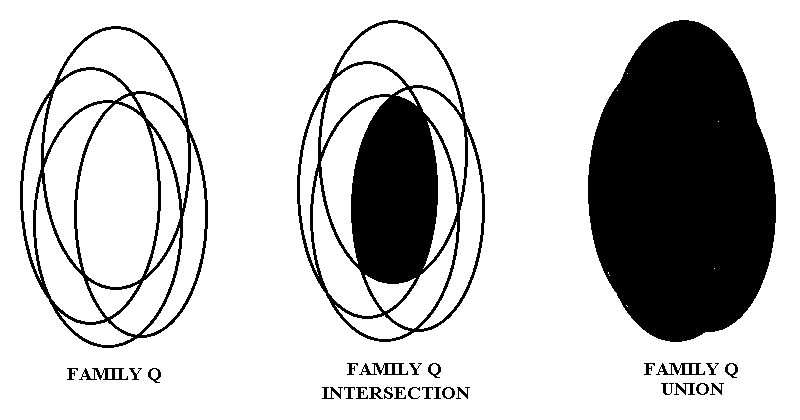 FAMILY Q
FAMILY Q
INTERSECTION
FAMILY Q
UNION